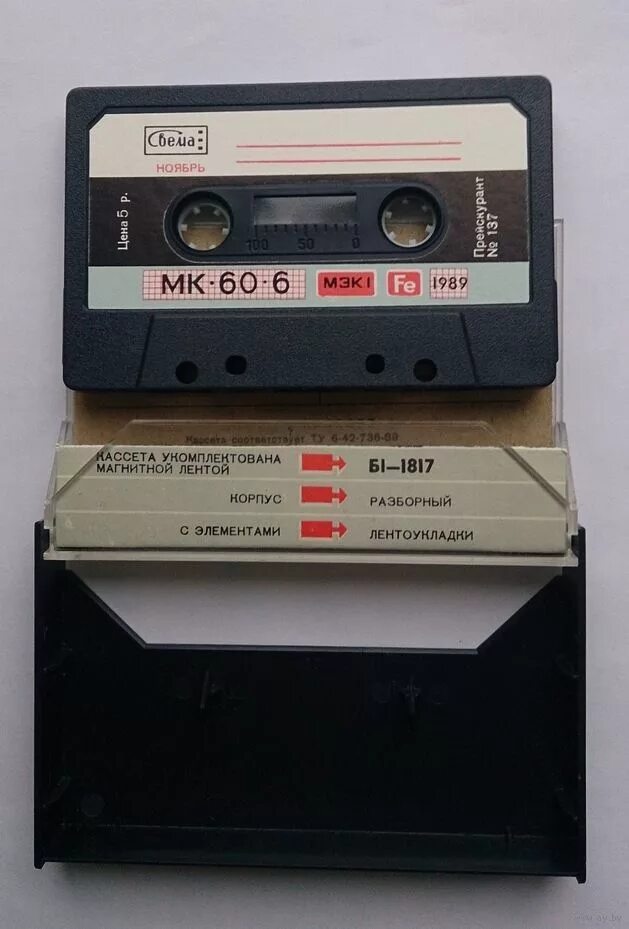 Свема
НОЯБРЬ
Цена 5 р.
100 50 0
Прейскурант
№ 137
МК·60·6 МЭК I Fe 1989
Кассета соответствует ТУ 6-42-736-89
КАССЕТА УКОМПЛЕКТОВАНА
МАГНИТНОЙ ЛЕНТОЙ
Б1—1817
КОРПУС РАЗБОРНЫЙ
С ЭЛЕМЕНТАМИ ЛЕНТОУКЛАДКИ